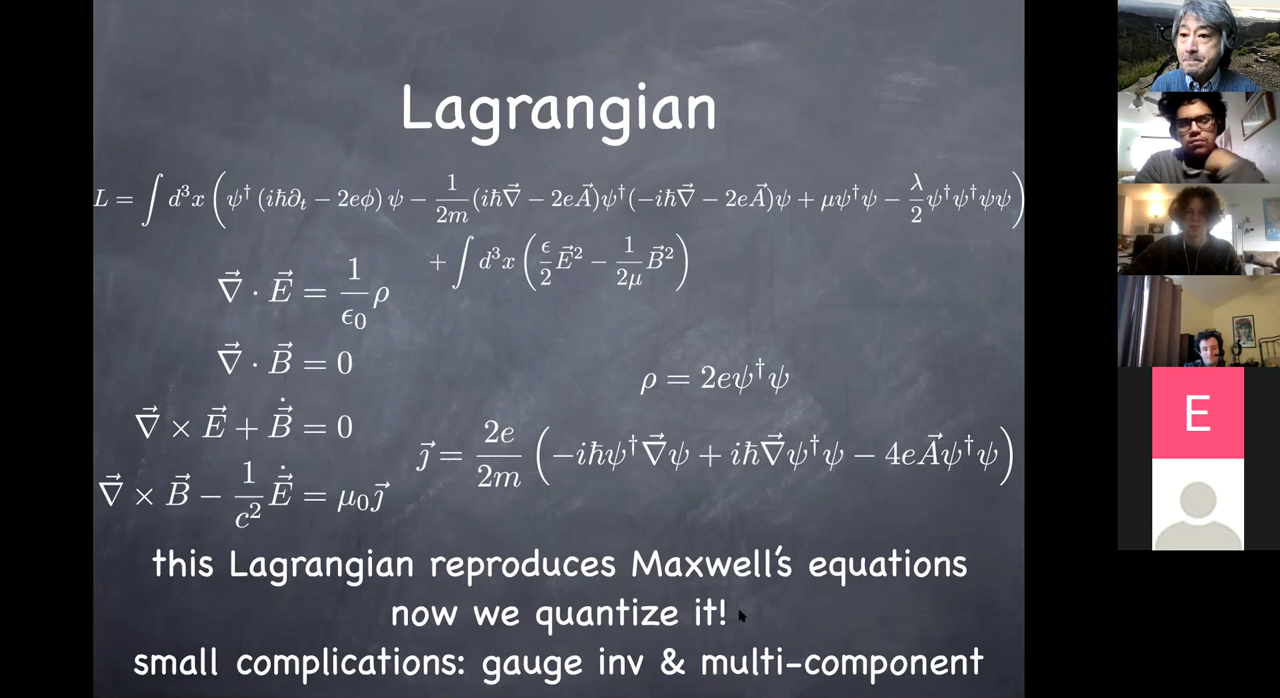 Lagrangian
L = ∫ d³x ( ψ† (iħ∂ₜ − 2eϕ) ψ − 1/2m (iħ∇⃗ − 2eA⃗)ψ†(−iħ∇⃗ − 2eA⃗)ψ + μψ†ψ − λ/2 ψ†ψ†ψψ )
+ ∫ d³x ( ϵ/2 E⃗² − 1/2μ B⃗² )
∇⃗ · E⃗ = 1/ϵ₀ ρ
∇⃗ · B⃗ = 0
ρ = 2eψ†ψ
∇⃗ × E⃗ + Ḃ⃗ = 0
ȷ⃗ = 2e/2m ( −iħψ†∇⃗ψ + iħ∇⃗ψ†ψ − 4eA⃗ψ†ψ )
∇⃗ × B⃗ − 1/c² Ė⃗ = μ₀ȷ⃗
this Lagrangian reproduces Maxwell's equations
now we quantize it!
small complications: gauge inv & multi-component
E